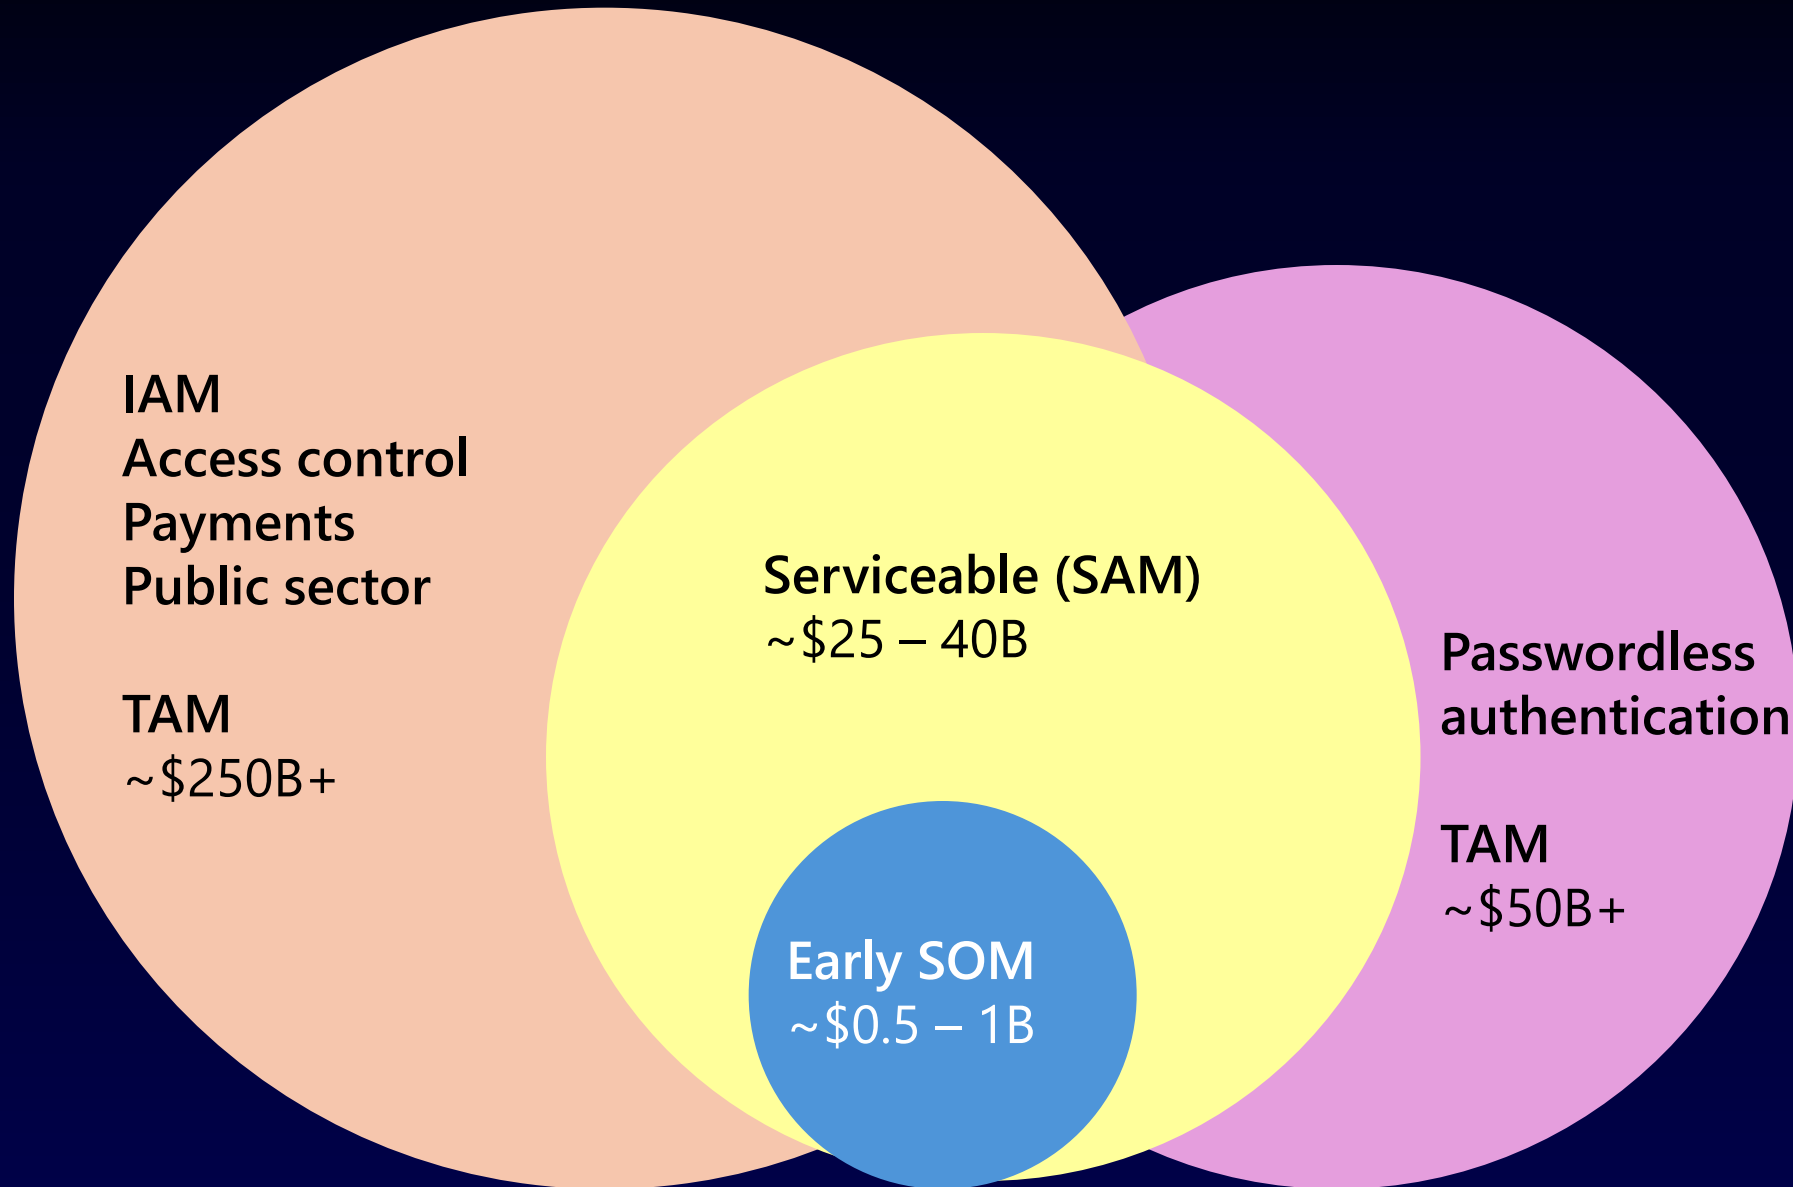 IAM
Access control
Payments
Public sector
TAM
~$250B+
Serviceable (SAM)
~$25 – 40B
Early SOM
~$0.5 – 1B
Passwordless
authentication
TAM
~$50B+